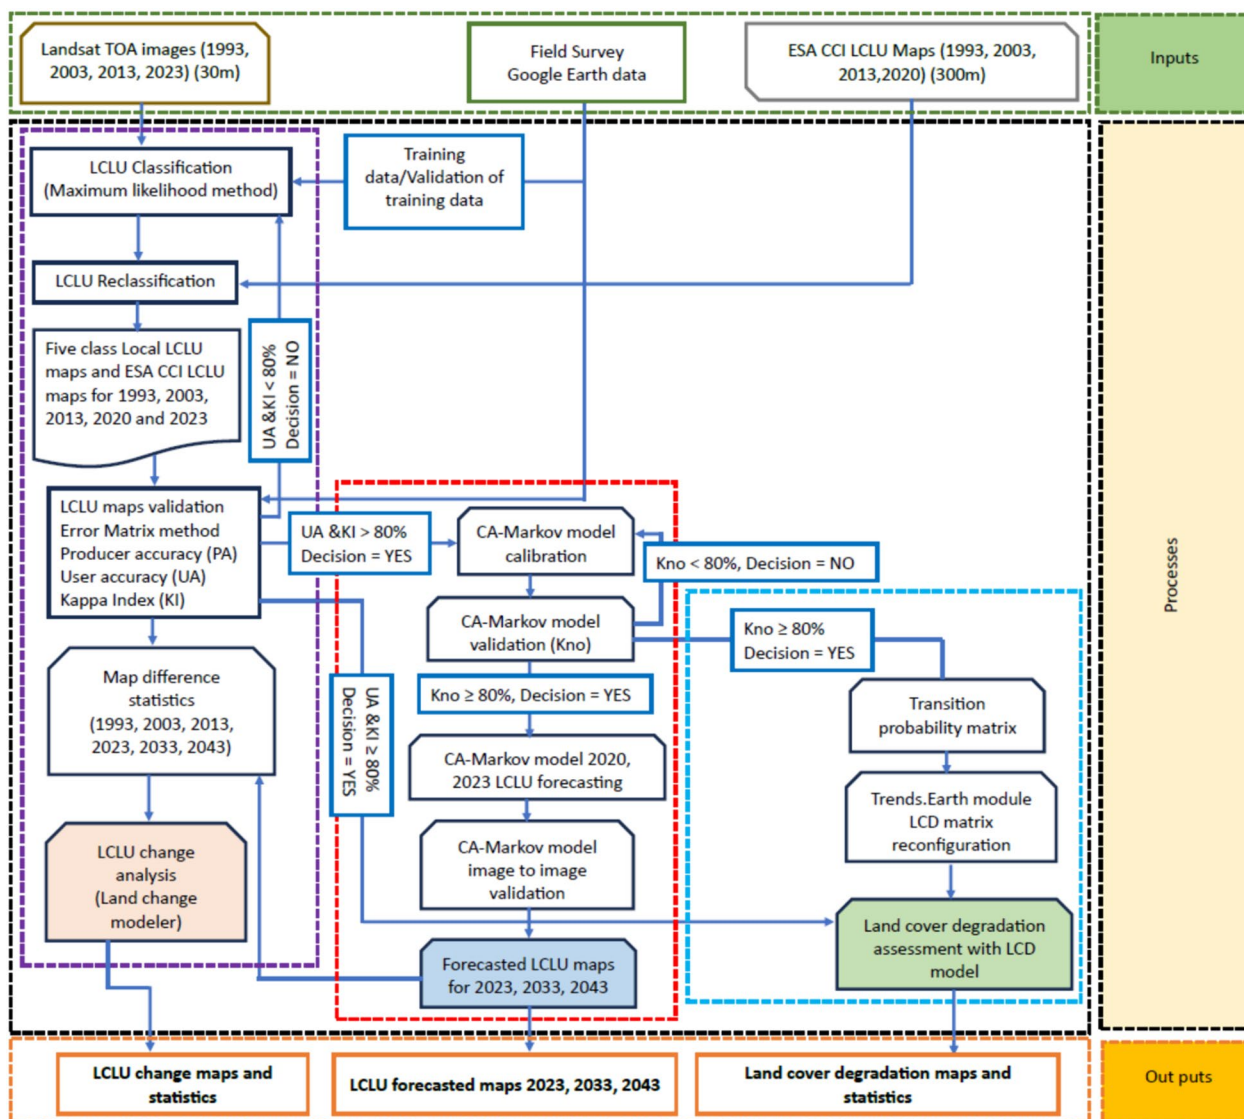 Landsat TOA images (1993,
2003, 2013, 2023) (30m)
Field Survey
Google Earth data
ESA CCI LCLU Maps (1993, 2003,
2013,2020) (300m)
Inputs
LCLU Classification
(Maximum likelihood method)
Training
data/Validation of
training data
LCLU Reclassification
Five class Local LCLU
maps and ESA CCI LCLU
maps for 1993, 2003,
2013, 2020 and 2023
UA &KI < 80%
Decision = NO
LCLU maps validation
Error Matrix method
Producer accuracy (PA)
User accuracy (UA)
Kappa Index (KI)
UA &KI > 80%
Decision = YES
CA-Markov model
calibration
Kno < 80%, Decision = NO
CA-Markov model
validation (Kno)
Kno ≥ 80%
Decision = YES
Processes
Map difference
statistics
(1993, 2003, 2013,
2023, 2033, 2043)
UA &KI ≥ 80%
Decision = YES
Kno ≥ 80%, Decision = YES
Transition
probability matrix
CA-Markov model 2020,
2023 LCLU forecasting
Trends.Earth module
LCD matrix
reconfiguration
LCLU change
analysis
(Land change
modeler)
CA-Markov model
image to image
validation
Land cover degradation
assessment with LCD
model
Forecasted LCLU maps
for 2023, 2033, 2043
LCLU change maps and
statistics
LCLU forecasted maps 2023, 2033, 2043
Land cover degradation maps and
statistics
Out puts